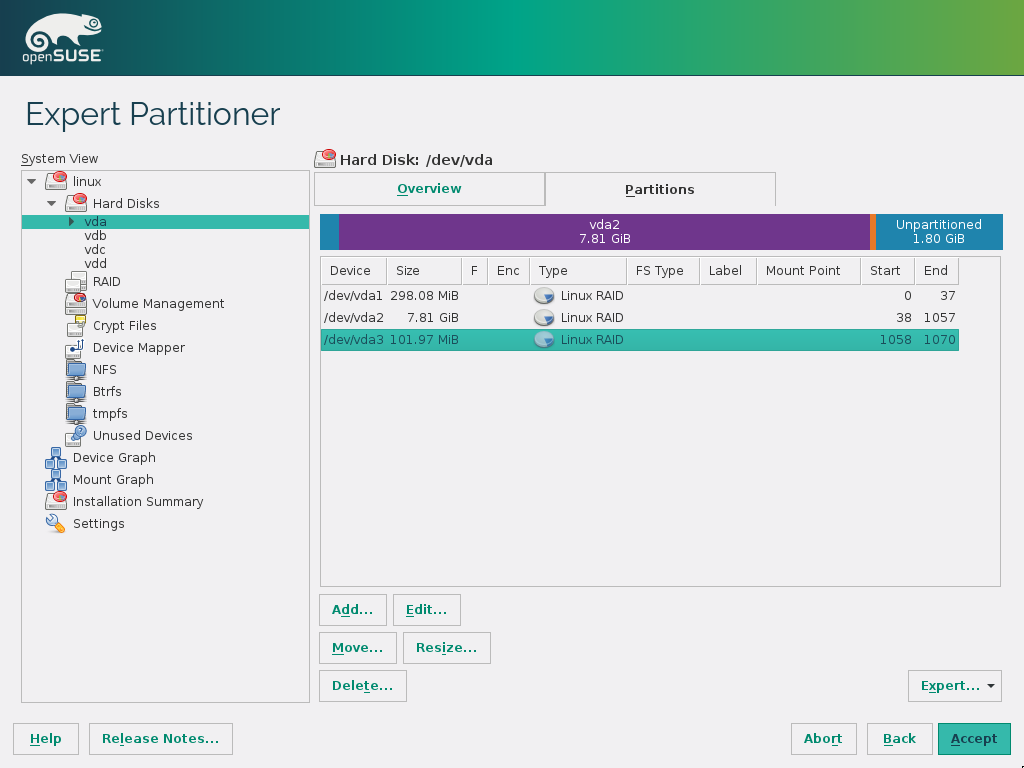 openSUSE
Expert Partitioner
System View
linux
Hard Disks
vda
vdb
vdc
vdd
RAID
Volume Management
Crypt Files
Device Mapper
NFS
Btrfs
tmpfs
Unused Devices
Device Graph
Mount Graph
Installation Summary
Settings
Hard Disk: /dev/vda
Overview Partitions
vda2 Unpartitioned
7.81 GiB 1.80 GiB
Device Size F Enc Type FS Type Label Mount Point Start End
/dev/vda1 298.08 MiB Linux RAID 0 37
/dev/vda2 7.81 GiB Linux RAID 38 1057
/dev/vda3 101.97 MiB Linux RAID 1058 1070
Add... Edit...
Move... Resize...
Delete... Expert...
Help Release Notes... Abort Back Accept